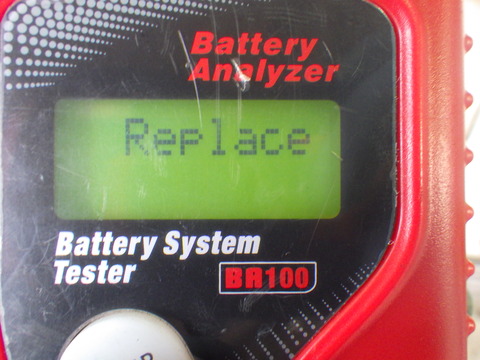 Battery
Analyzer
Replace
Battery System
Tester
BR100